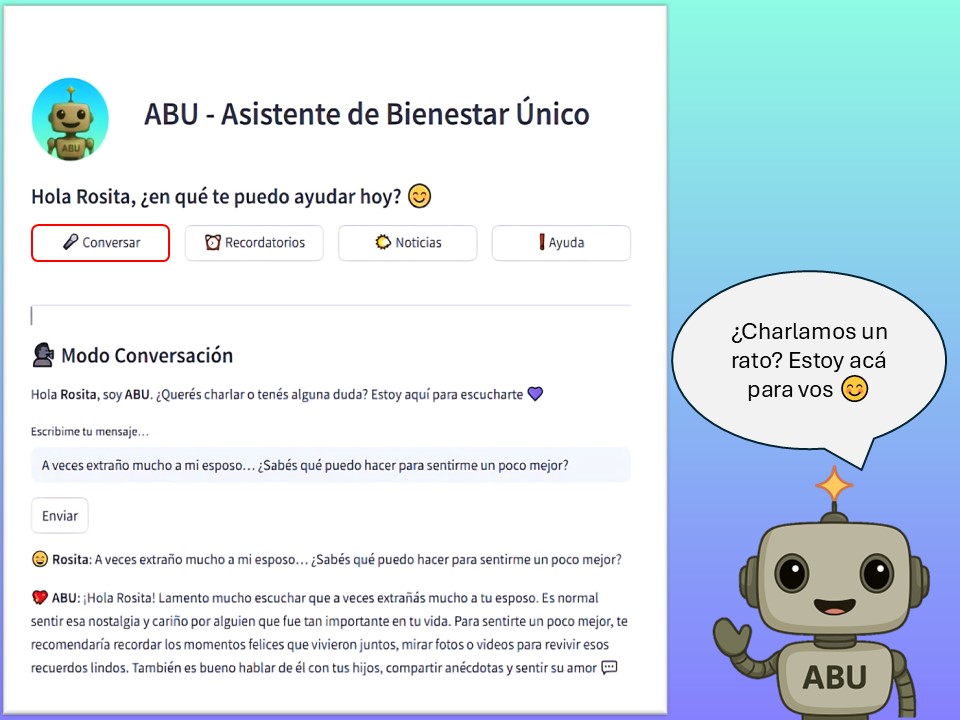 ABU
ABU - Asistente de Bienestar Único
Hola Rosita, ¿en qué te puedo ayudar hoy? 😊
🎤 Conversar
⏰ Recordatorios
🌤 Noticias
❗ Ayuda
🗣 Modo Conversación
Hola Rosita, soy ABU. ¿Querés charlar o tenés alguna duda? Estoy aquí para escucharte 💜
Escribime tu mensaje...
A veces extraño mucho a mi esposo... ¿Sabés qué puedo hacer para sentirme un poco mejor?
Enviar
😄 Rosita: A veces extraño mucho a mi esposo... ¿Sabés qué puedo hacer para sentirme un poco mejor?
💖 ABU: ¡Hola Rosita! Lamento mucho escuchar que a veces extrañás mucho a tu esposo. Es normal
sentir esa nostalgia y cariño por alguien que fue tan importante en tu vida. Para sentirte un poco mejor, te
recomendaría recordar los momentos felices que vivieron juntos, mirar fotos o videos para revivir esos
recuerdos lindos. También es bueno hablar de él con tus hijos, compartir anécdotas y sentir su amor 💬
¿Charlamos un
rato? Estoy acá
para vos 😊
ABU